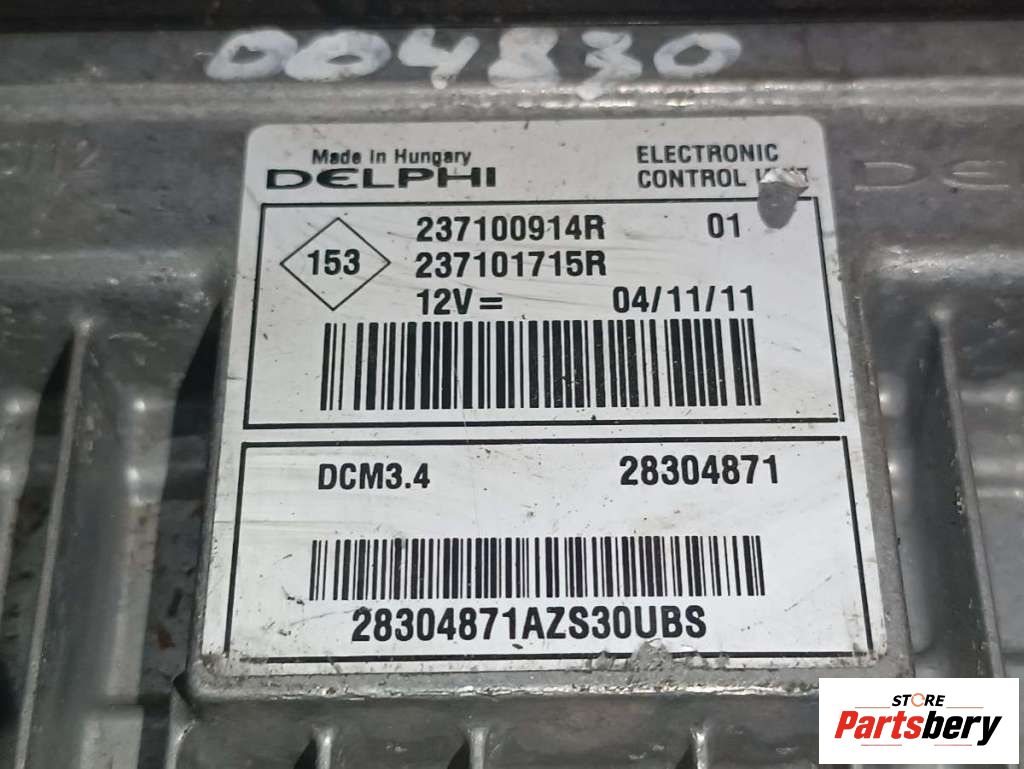 004830
Made in Hungary
DELPHI
ELECTRONIC
CONTROL
153
237100914R 01
237101715R
12V= 04/11/11
DCM3.4 28304871
28304871AZS30UBS
STORE
Partsbery